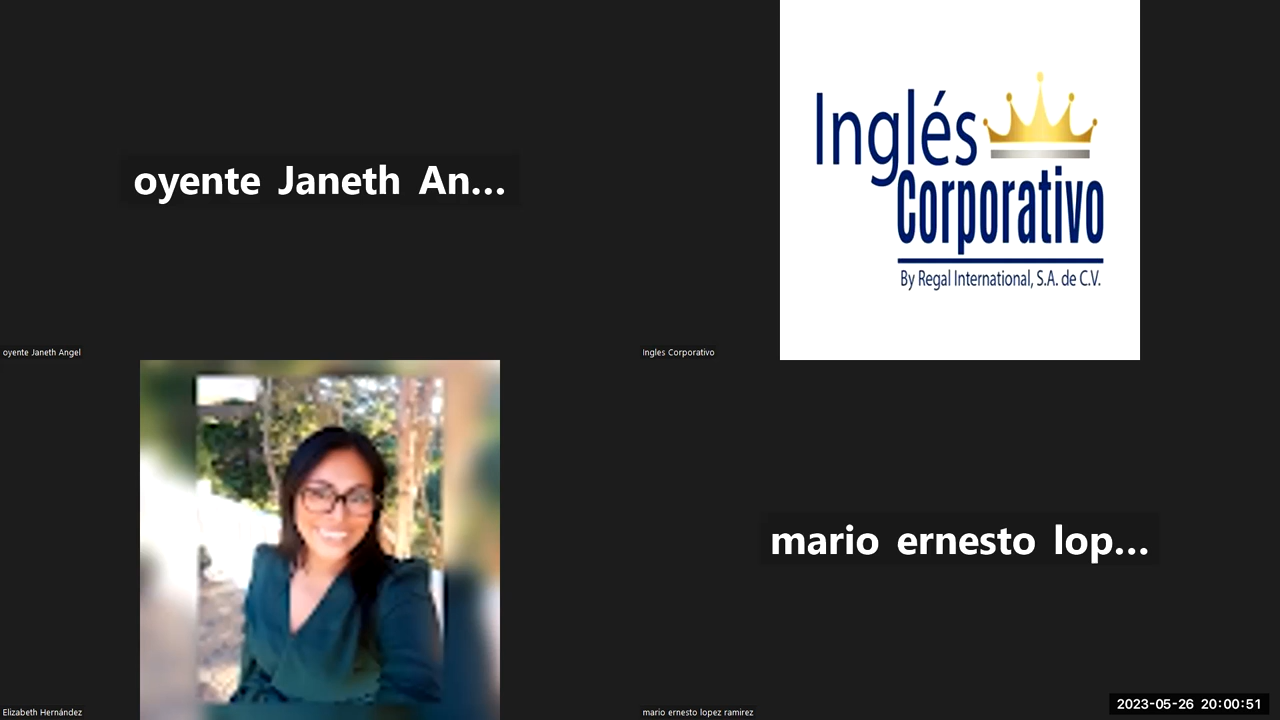 oyente Janeth An...
Inglés
Corporativo
By Regal International, S.A. de C.V.
oyente Janeth Angel
Ingles Corporativo
mario ernesto lop...
Elizabeth Hernández
mario ernesto lopez ramirez
2023-05-26 20:00:51